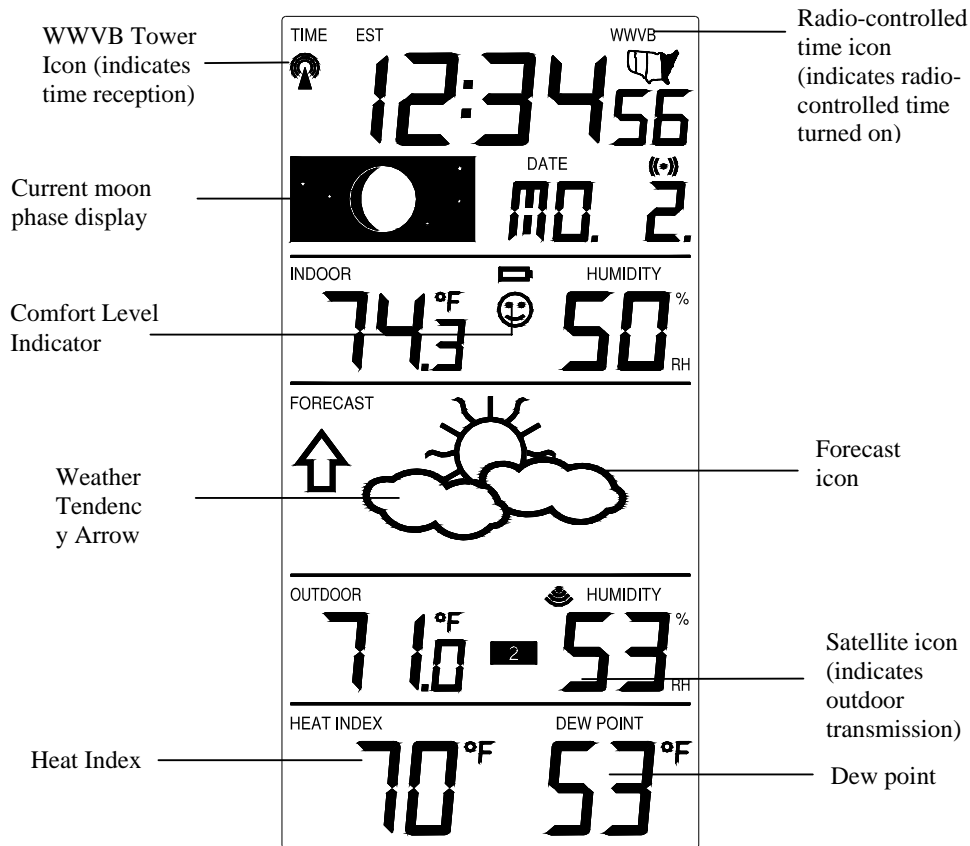 WWVB Tower
Icon (indicates
time reception)
TIME EST WWVB
12:34 56
Radio-controlled
time icon
(indicates radio-
controlled time
turned on)
Current moon
phase display
DATE
MO. 2.
INDOOR HUMIDITY
74.3 °F 50 % RH
Comfort Level
Indicator
FORECAST
Weather
Tendenc
y Arrow
Forecast
icon
OUTDOOR HUMIDITY
71.0 °F 2 53 % RH
Satellite icon
(indicates
outdoor
transmission)
HEAT INDEX DEW POINT
70 °F 53 °F
Heat Index
Dew point